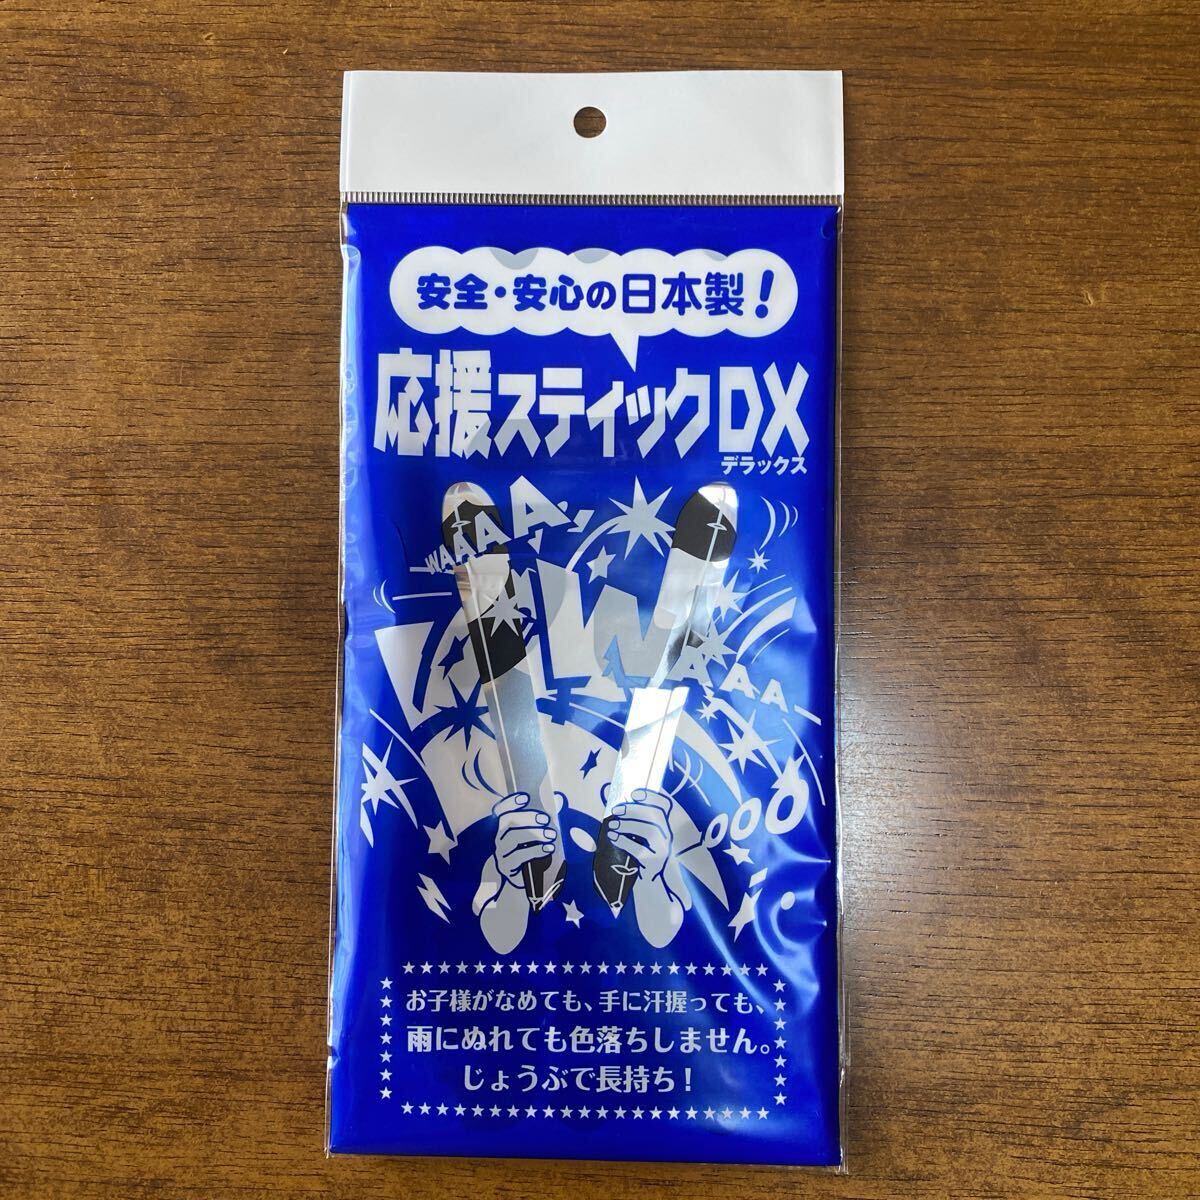 安全・安心の日本製！
応援スティックDX
デラックス
WAAAA
WAAA
ooo
お子様がなめても、手に汗握っても、
雨にぬれても色落ちしません。
じょうぶで長持ち！